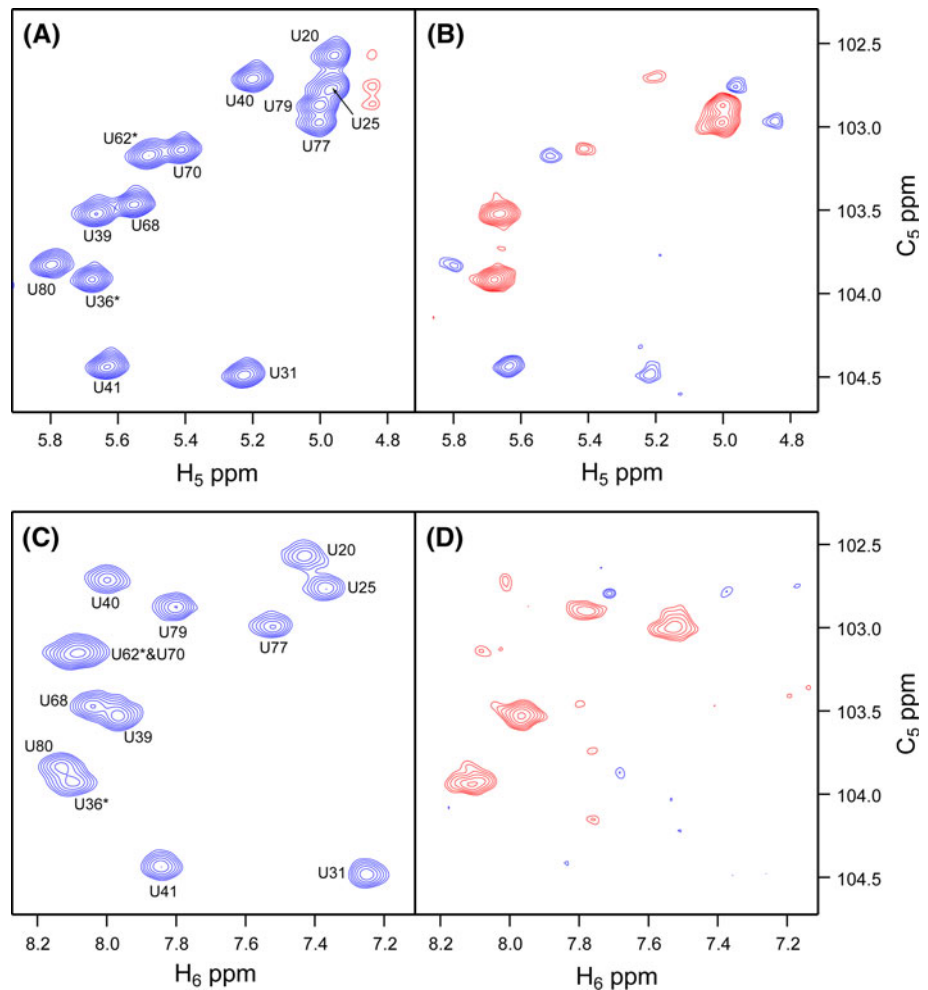 (A)
U20
U40
U79
U25
U77
U62*
U70
U39
U68
U80
U36*
U41
U31
5.8 5.6 5.4 5.2 5.0 4.8
H5 ppm
(B)
5.8 5.6 5.4 5.2 5.0 4.8
H5 ppm
102.5
103.0
103.5
104.0
104.5
C5 ppm
(C)
U20
U40
U25
U79
U77
U62*&U70
U68
U39
U80
U36*
U41
U31
8.2 8.0 7.8 7.6 7.4 7.2
H6 ppm
(D)
8.2 8.0 7.8 7.6 7.4 7.2
H6 ppm
102.5
103.0
103.5
104.0
104.5
C5 ppm